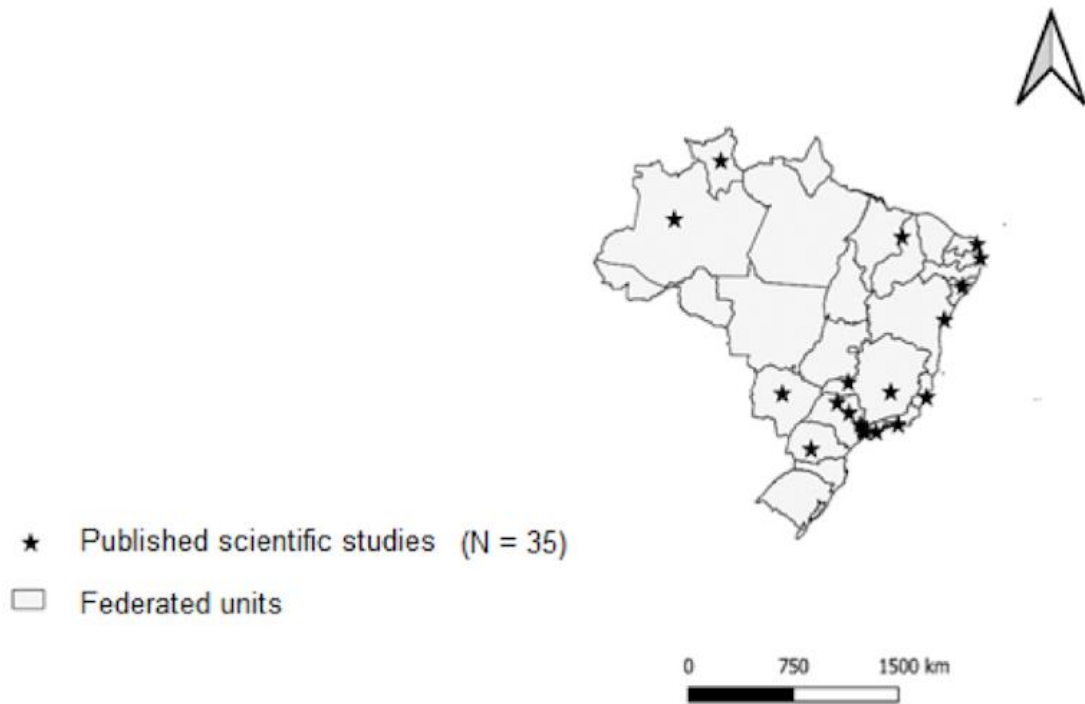 Published scientific studies (N = 35)
Federated units
0 750 1500 km